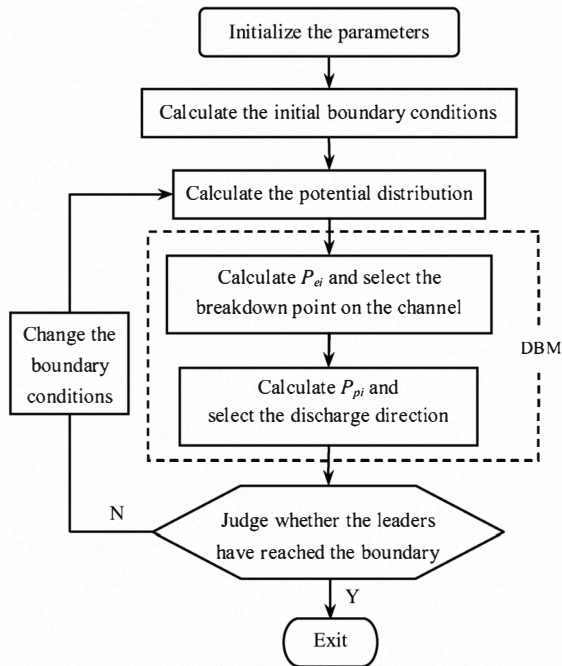 Initialize the parameters
Calculate the initial boundary conditions
Calculate the potential distribution
Calculate P_ei and select the
breakdown point on the channel
DBM
Change the
boundary
conditions
Calculate P_pi and
select the discharge direction
N
Judge whether the leaders
have reached the boundary
Y
Exit